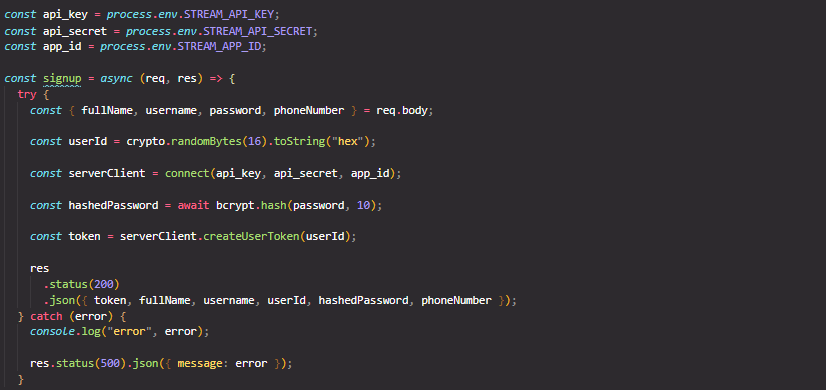 const api_key = process.env.STREAM_API_KEY;
const api_secret = process.env.STREAM_API_SECRET;
const app_id = process.env.STREAM_APP_ID;
const signup = async (req, res) => {
try {
const { fullName, username, password, phoneNumber } = req.body;
const userId = crypto.randomBytes(16).toString("hex");
const serverClient = connect(api_key, api_secret, app_id);
const hashedPassword = await bcrypt.hash(password, 10);
const token = serverClient.createUserToken(userId);
res
.status(200)
.json({ token, fullName, username, userId, hashedPassword, phoneNumber });
} catch (error) {
console.log("error", error);
res.status(500).json({ message: error });
}